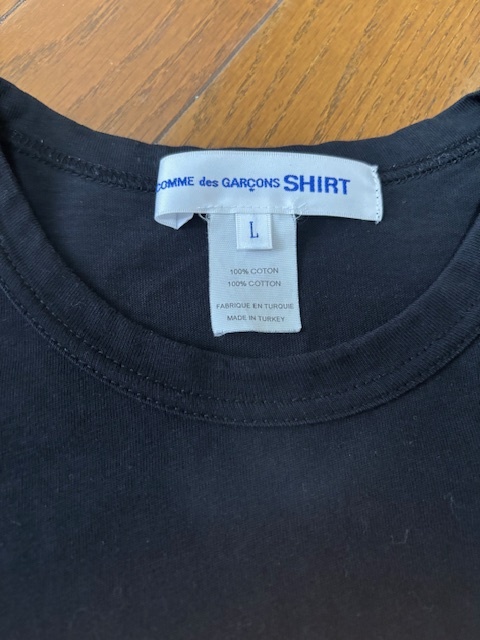 COMME des GARÇONS SHIRT
L
100% COTON
100% COTTON
FABRIQUE EN TURQUIE
MADE IN TURKEY